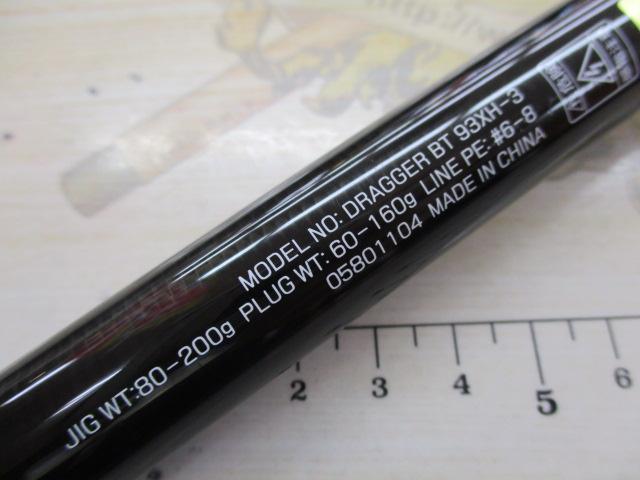 MODEL NO: DRAGGER BT 93XH-3
JIG WT:80-200g PLUG WT: 60-160g LINE PE: #6-8
05801104 MADE IN CHINA
2 3 4 5 6